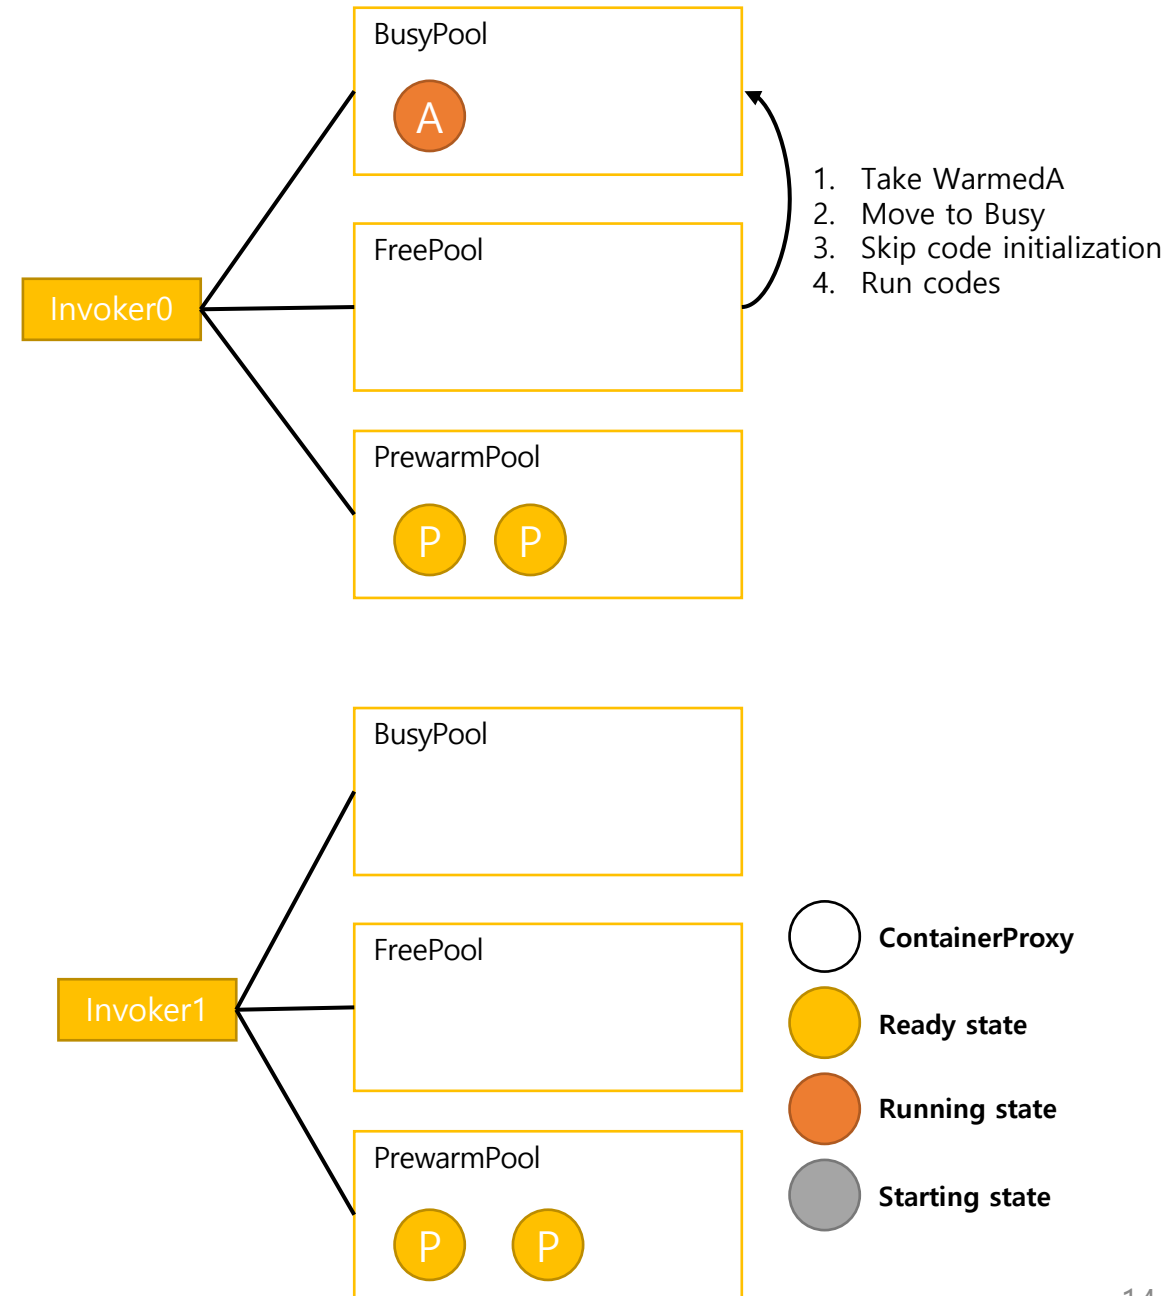 BusyPool
A
1. Take WarmedA
2. Move to Busy
3. Skip code initialization
4. Run codes
FreePool
Invoker0
PrewarmPool
P P
BusyPool
FreePool
Invoker1
PrewarmPool
P P
ContainerProxy
Ready state
Running state
Starting state
14